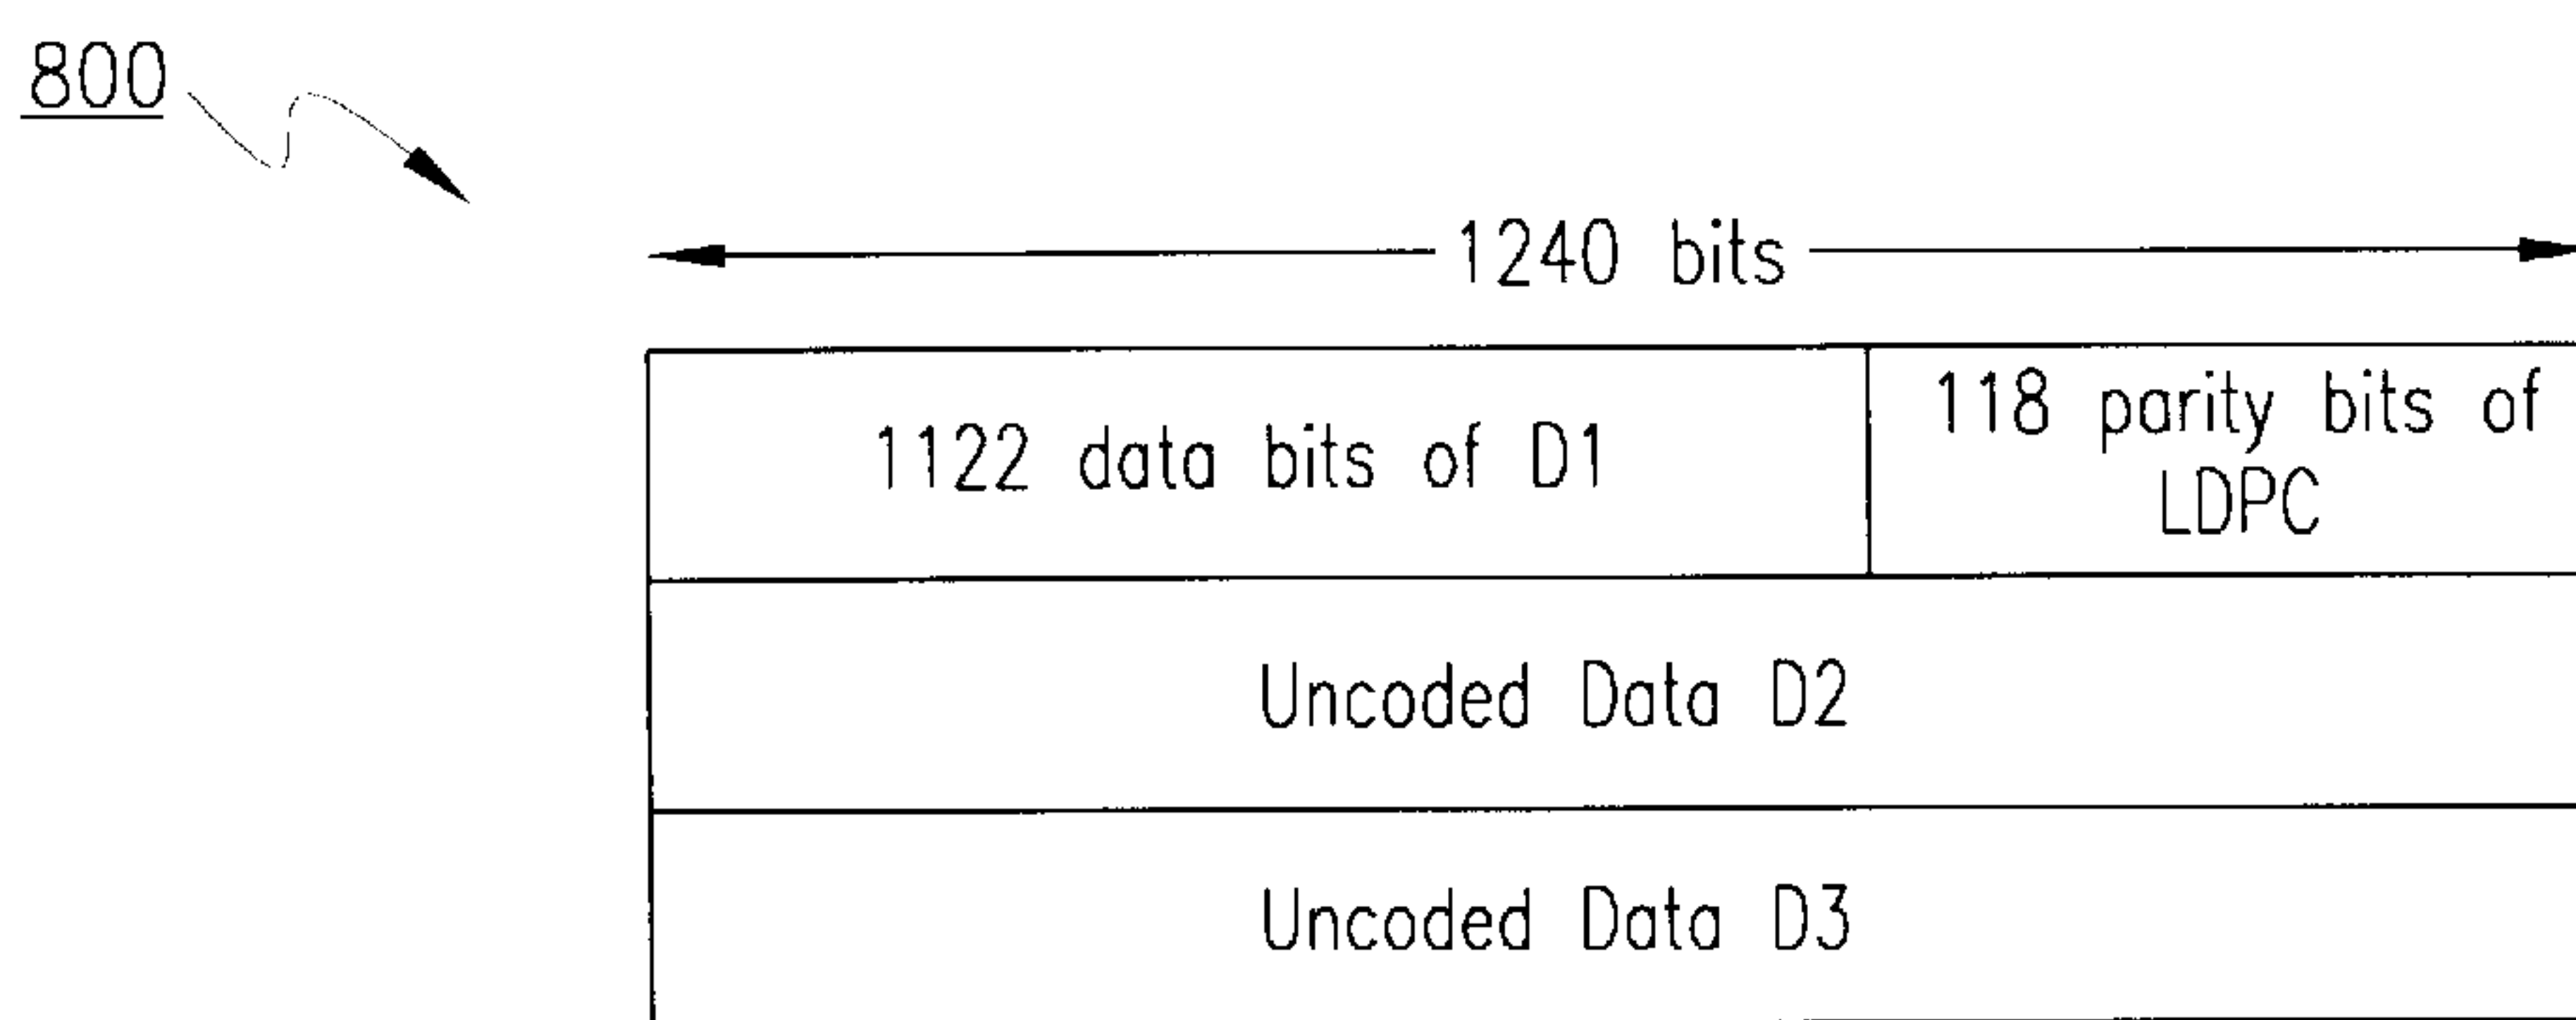 800
1240 bits
1122 data bits of D1
118 parity bits of
LDPC
Uncoded Data D2
Uncoded Data D3